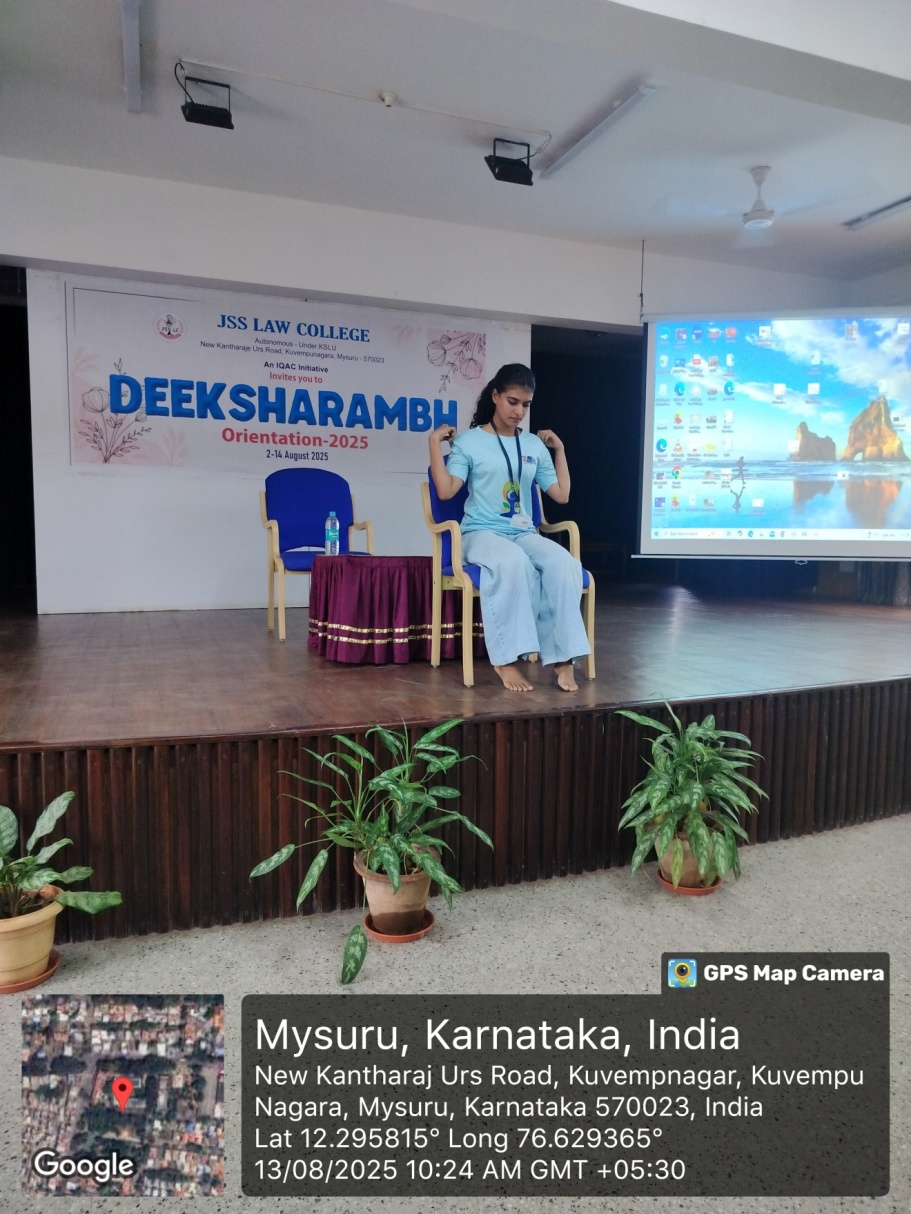 JSS LAW COLLEGE
Autonomous - Under KSLU
New Kantharaje Urs Road, Kuvempunagara, Mysuru - 570023
An IQAC Initiative
Invites you to
DEEKSHARAMBH
Orientation-2025
2-14 August 2025
GPS Map Camera
Mysuru, Karnataka, India
New Kantharaj Urs Road, Kuvempnagar, Kuvempu
Nagara, Mysuru, Karnataka 570023, India
Lat 12.295815° Long 76.629365°
13/08/2025 10:24 AM GMT +05:30
Google